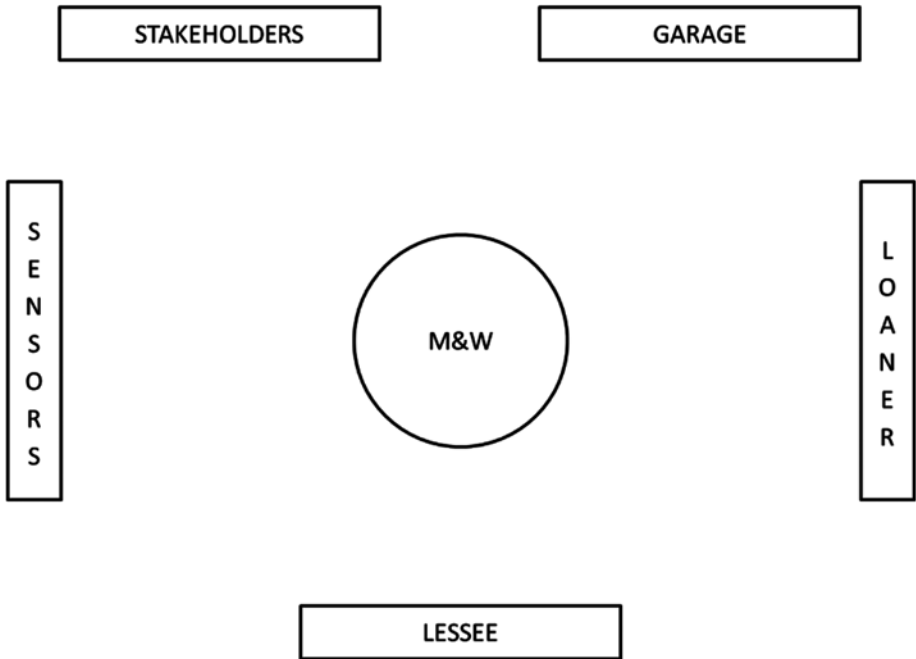 STAKEHOLDERS
GARAGE
SENSORS
M&W
LOANER
LESSEE